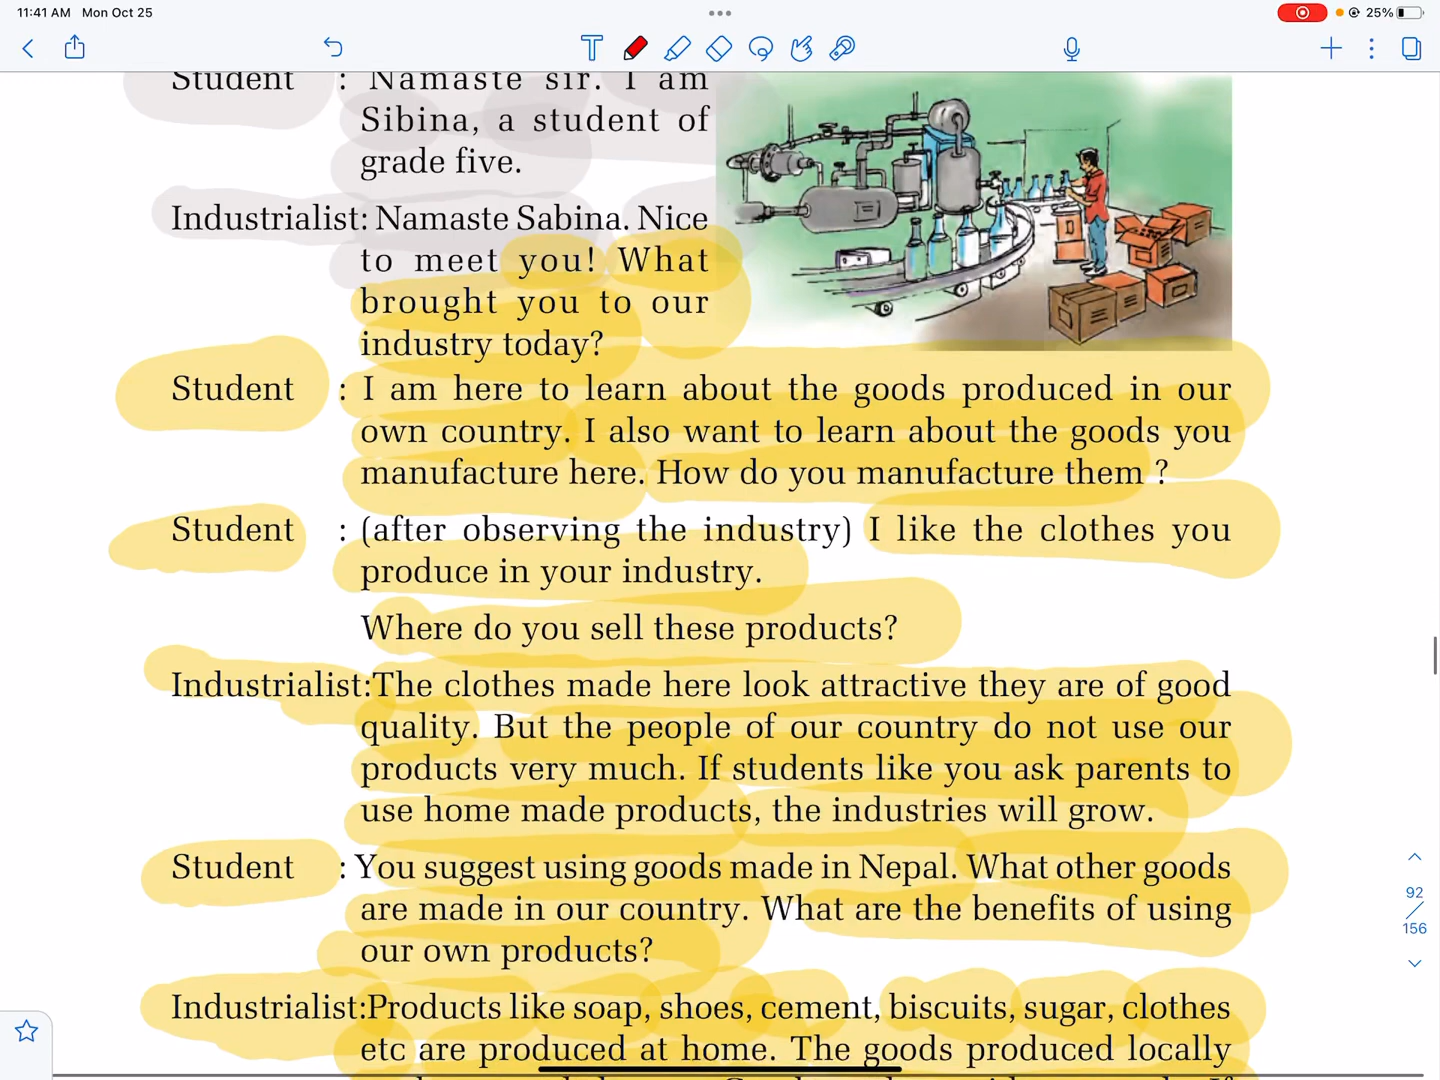 11:41 AM Mon Oct 25
25%
Student : Namaste sir. I am
Sibina, a student of
grade five.
Industrialist: Namaste Sabina. Nice
to meet you! What
brought you to our
industry today?
Student : I am here to learn about the goods produced in our
own country. I also want to learn about the goods you
manufacture here. How do you manufacture them ?
Student : (after observing the industry) I like the clothes you
produce in your industry.
Where do you sell these products?
Industrialist:The clothes made here look attractive they are of good
quality. But the people of our country do not use our
products very much. If students like you ask parents to
use home made products, the industries will grow.
Student : You suggest using goods made in Nepal. What other goods
are made in our country. What are the benefits of using
our own products?
Industrialist:Products like soap, shoes, cement, biscuits, sugar, clothes
etc are produced at home. The goods produced locally
92
156